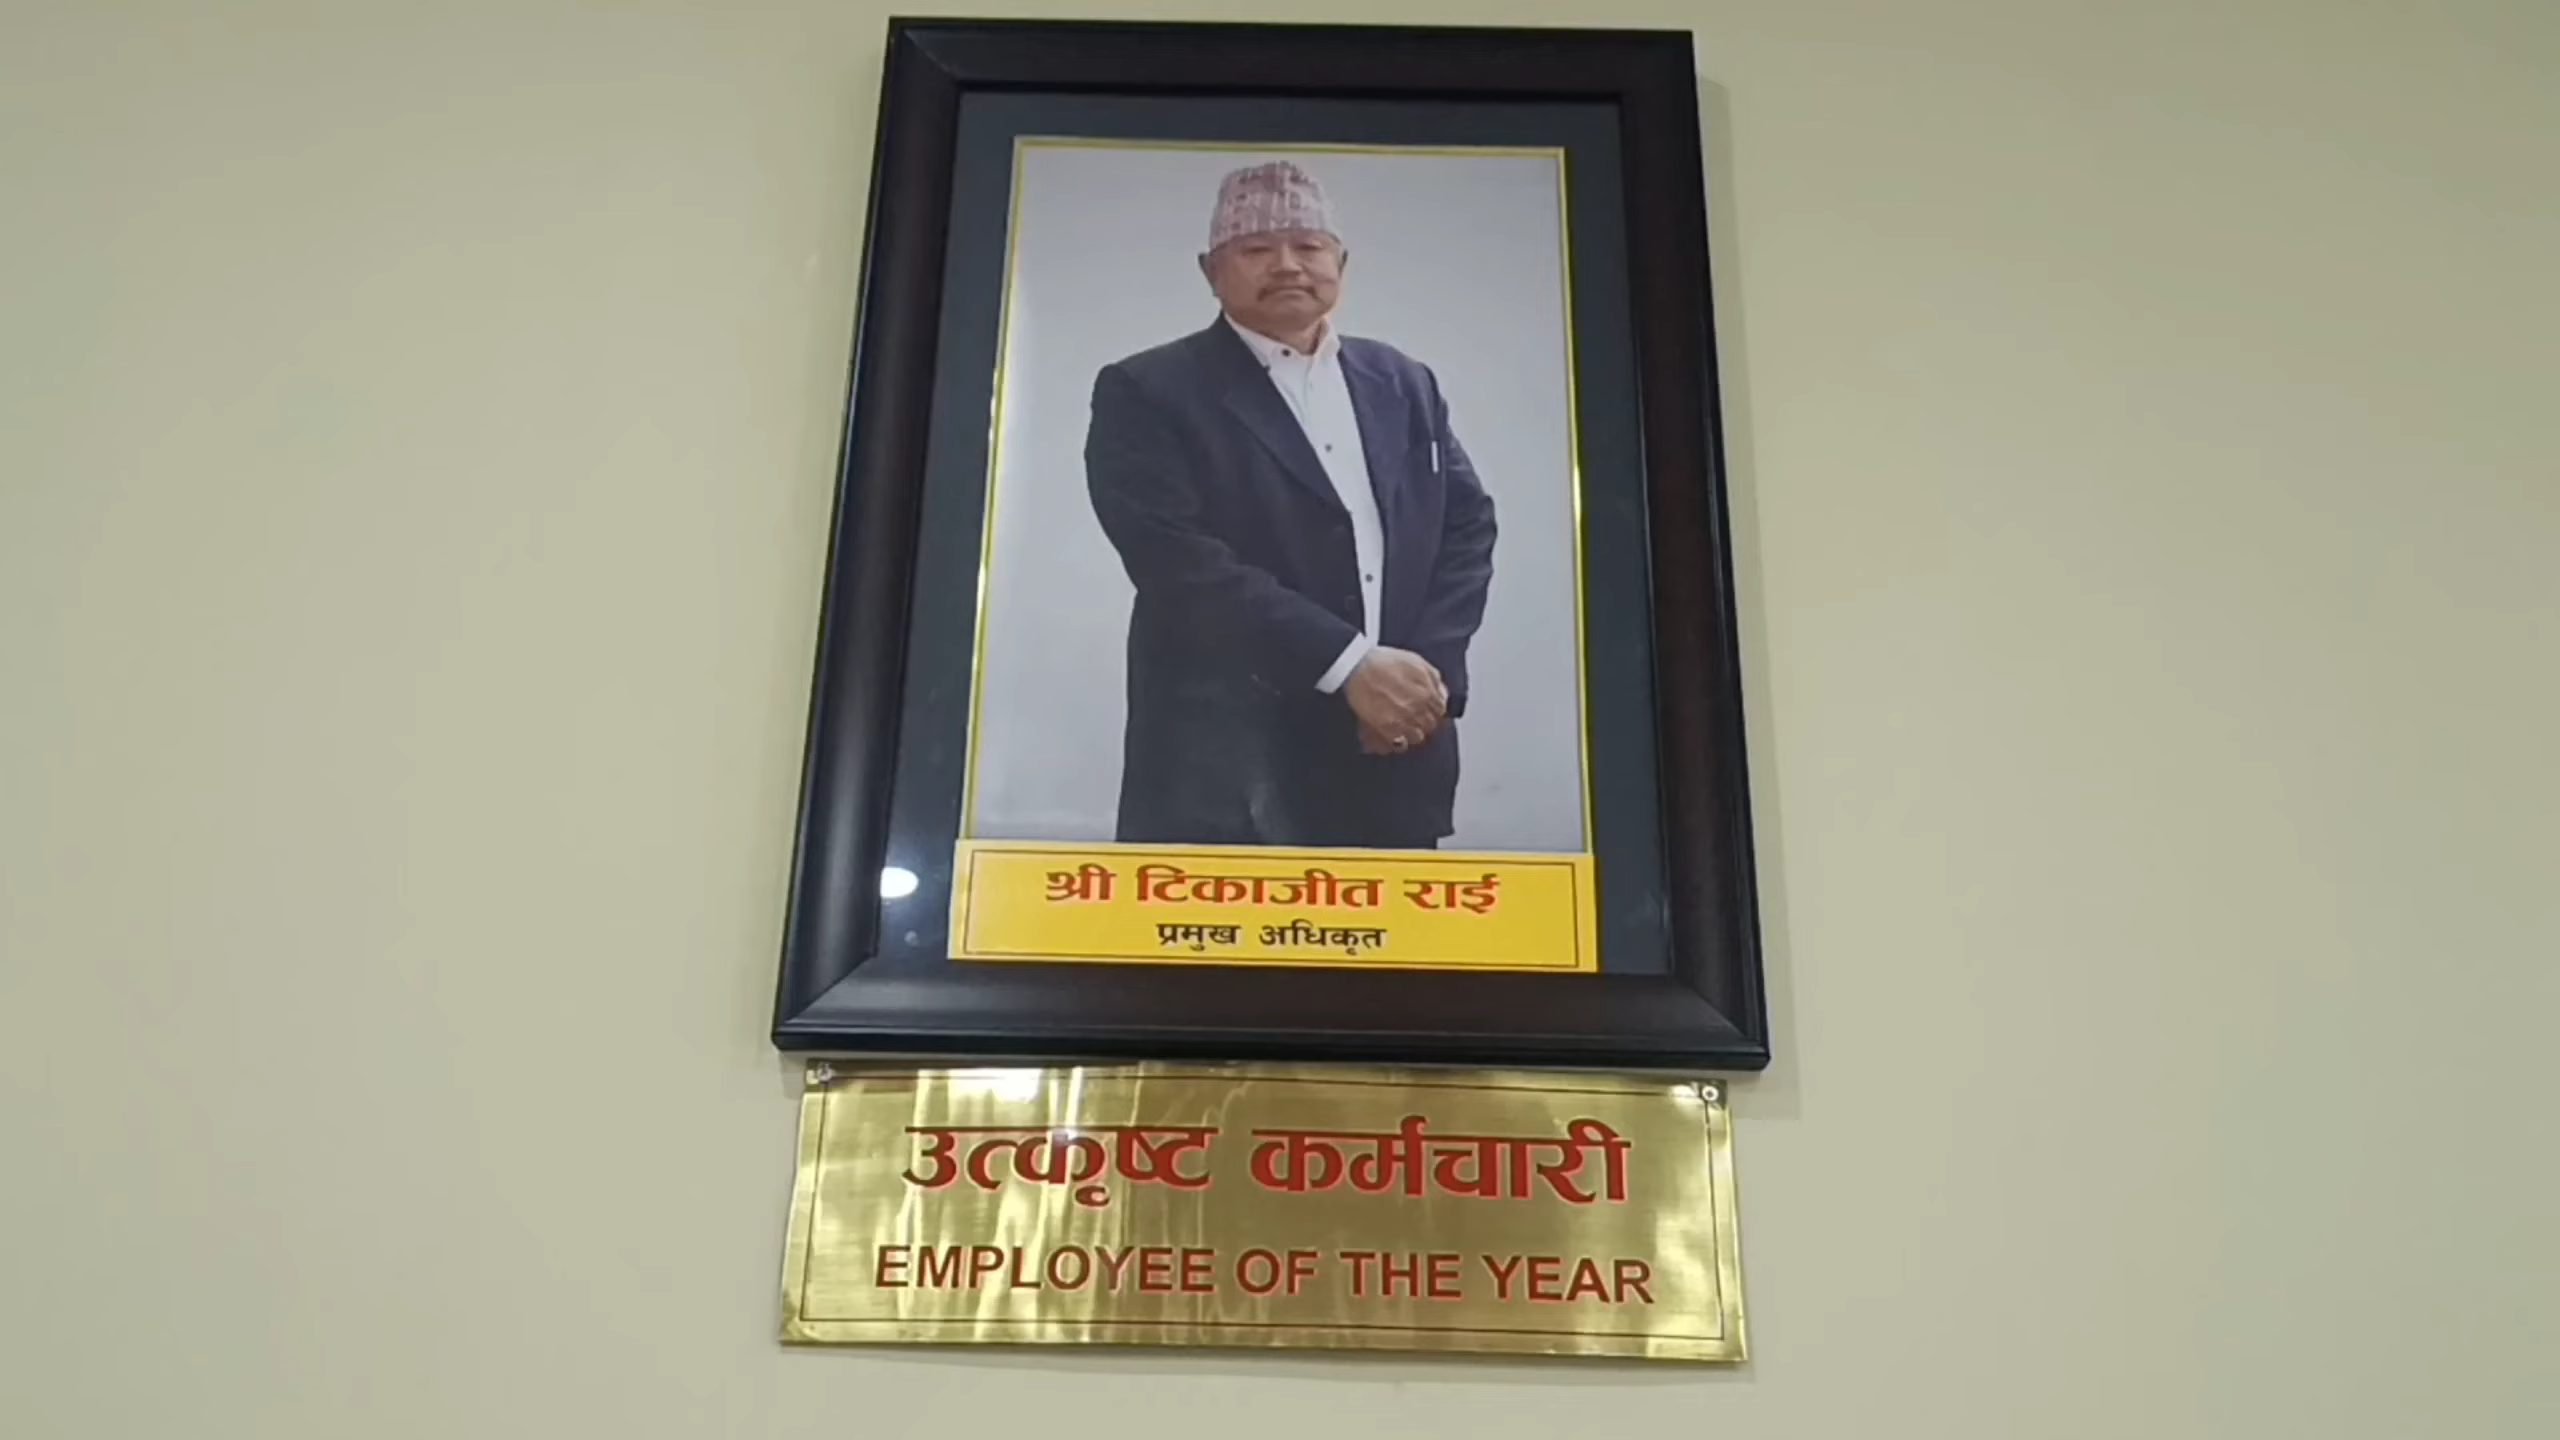 श्री टिकाजीत राई
प्रमुख अधिकृत
उत्कृष्ट कर्मचारी
EMPLOYEE OF THE YEAR